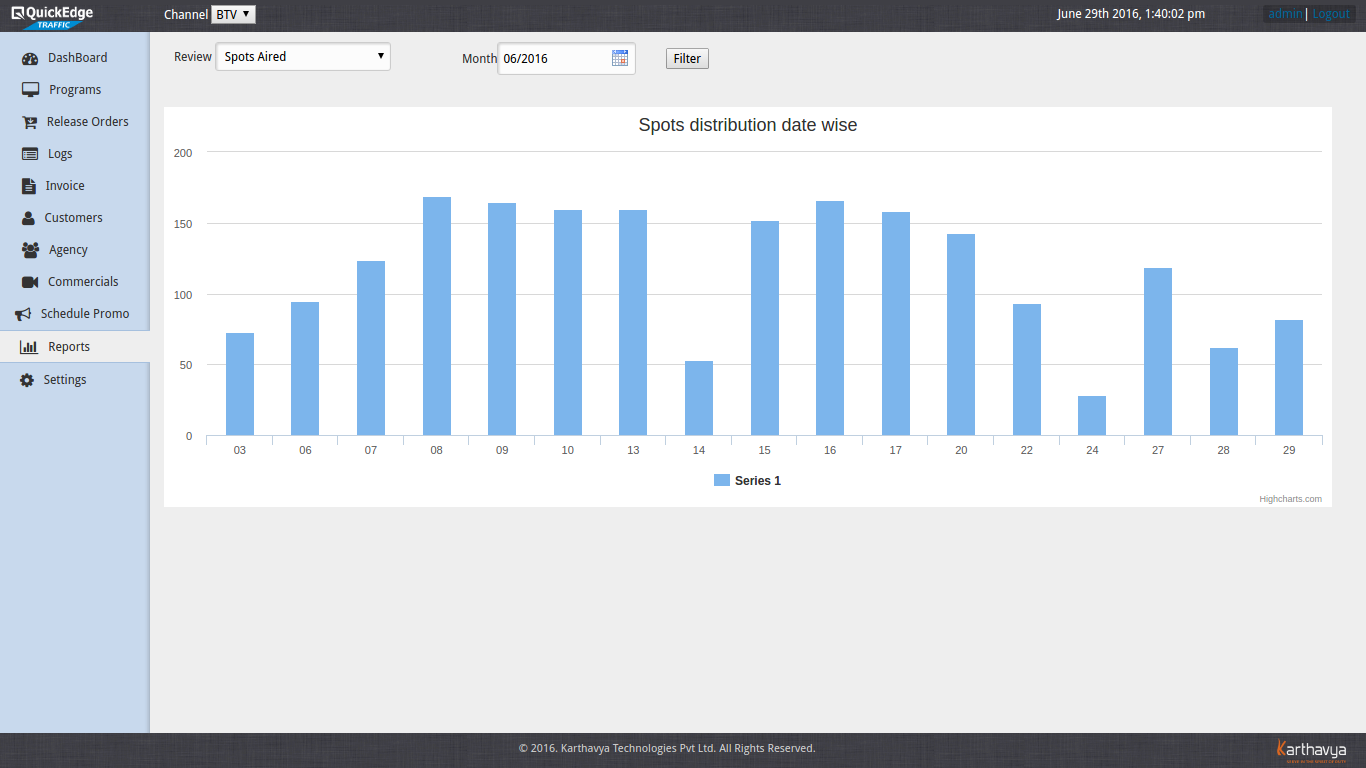 QuickEdge
TRAFFIC
Channel BTV
June 29th 2016, 1:40:02 pm
admin | Logout
DashBoard
Programs
Release Orders
Logs
Invoice
Customers
Agency
Commercials
Schedule Promo
Reports
Settings
Review Spots Aired
Month 06/2016
Filter
Spots distribution date wise
200
150
100
50
0
03 06 07 08 09 10 13 14 15 16 17 20 22 24 27 28 29
Series 1
Highcharts.com
© 2016. Karthavya Technologies Pvt Ltd. All Rights Reserved.
Karthavya